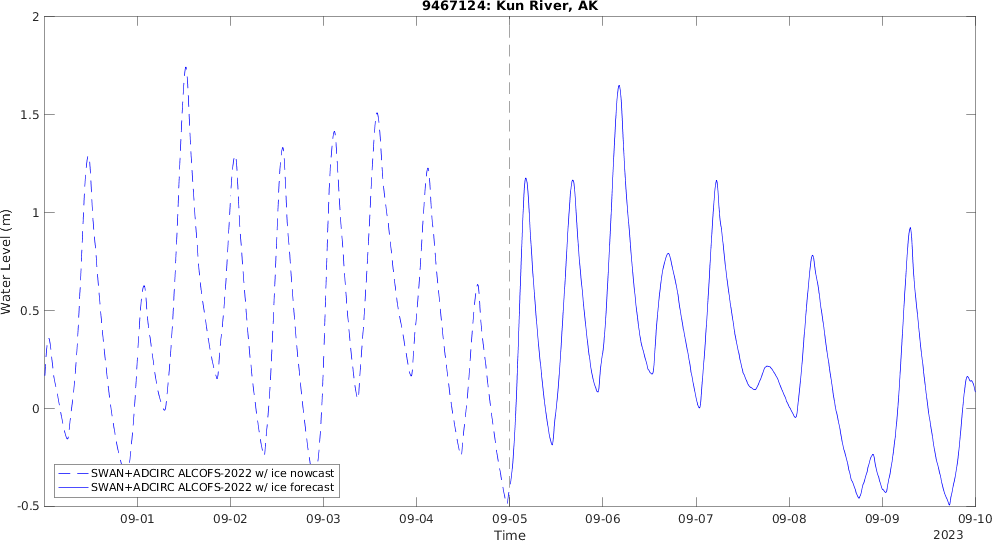 9467124: Kun River, AK
Water Level (m)
2
1.5
1
0.5
0
-0.5
SWAN+ADCIRC ALCOFS-2022 w/ ice nowcast
SWAN+ADCIRC ALCOFS-2022 w/ ice forecast
09-01 09-02 09-03 09-04 09-05 09-06 09-07 09-08 09-09 09-10
Time
2023